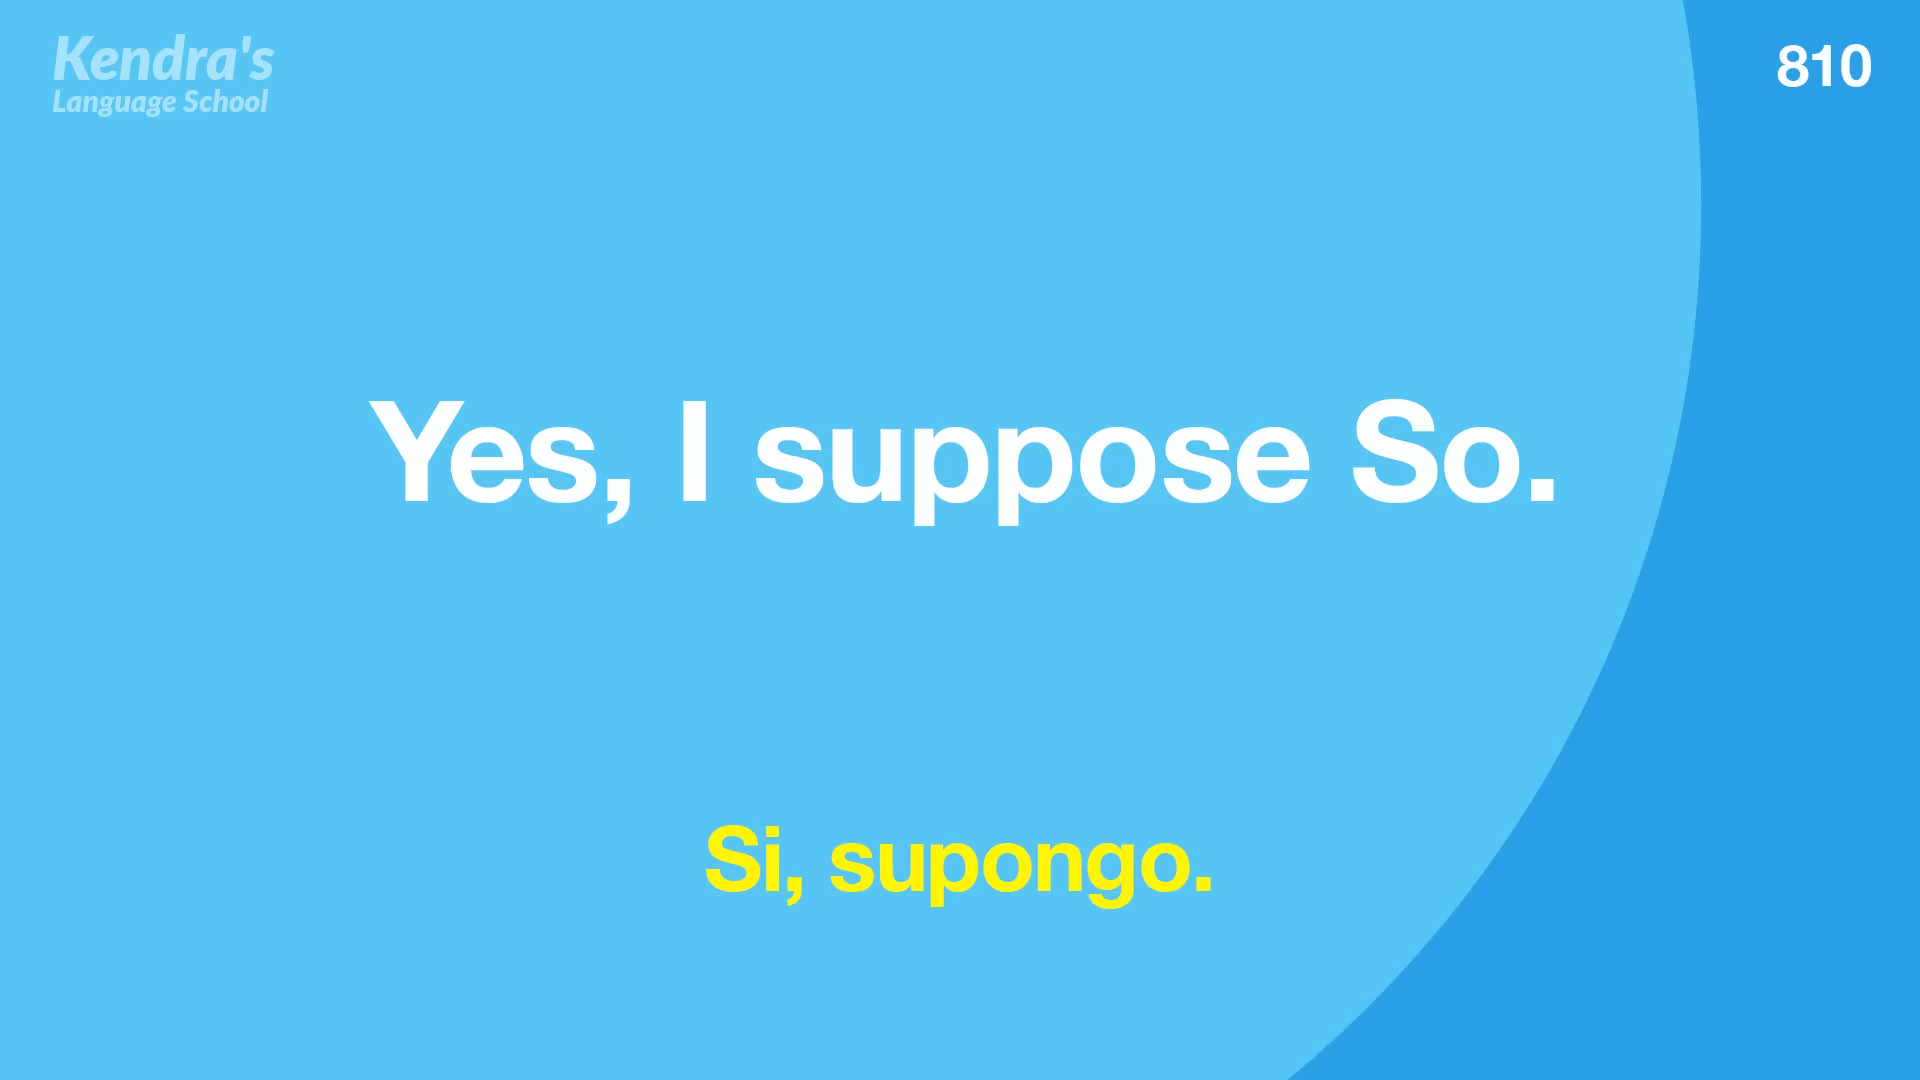 Kendra's
Language School
810
Yes, I suppose So.
Si, supongo.